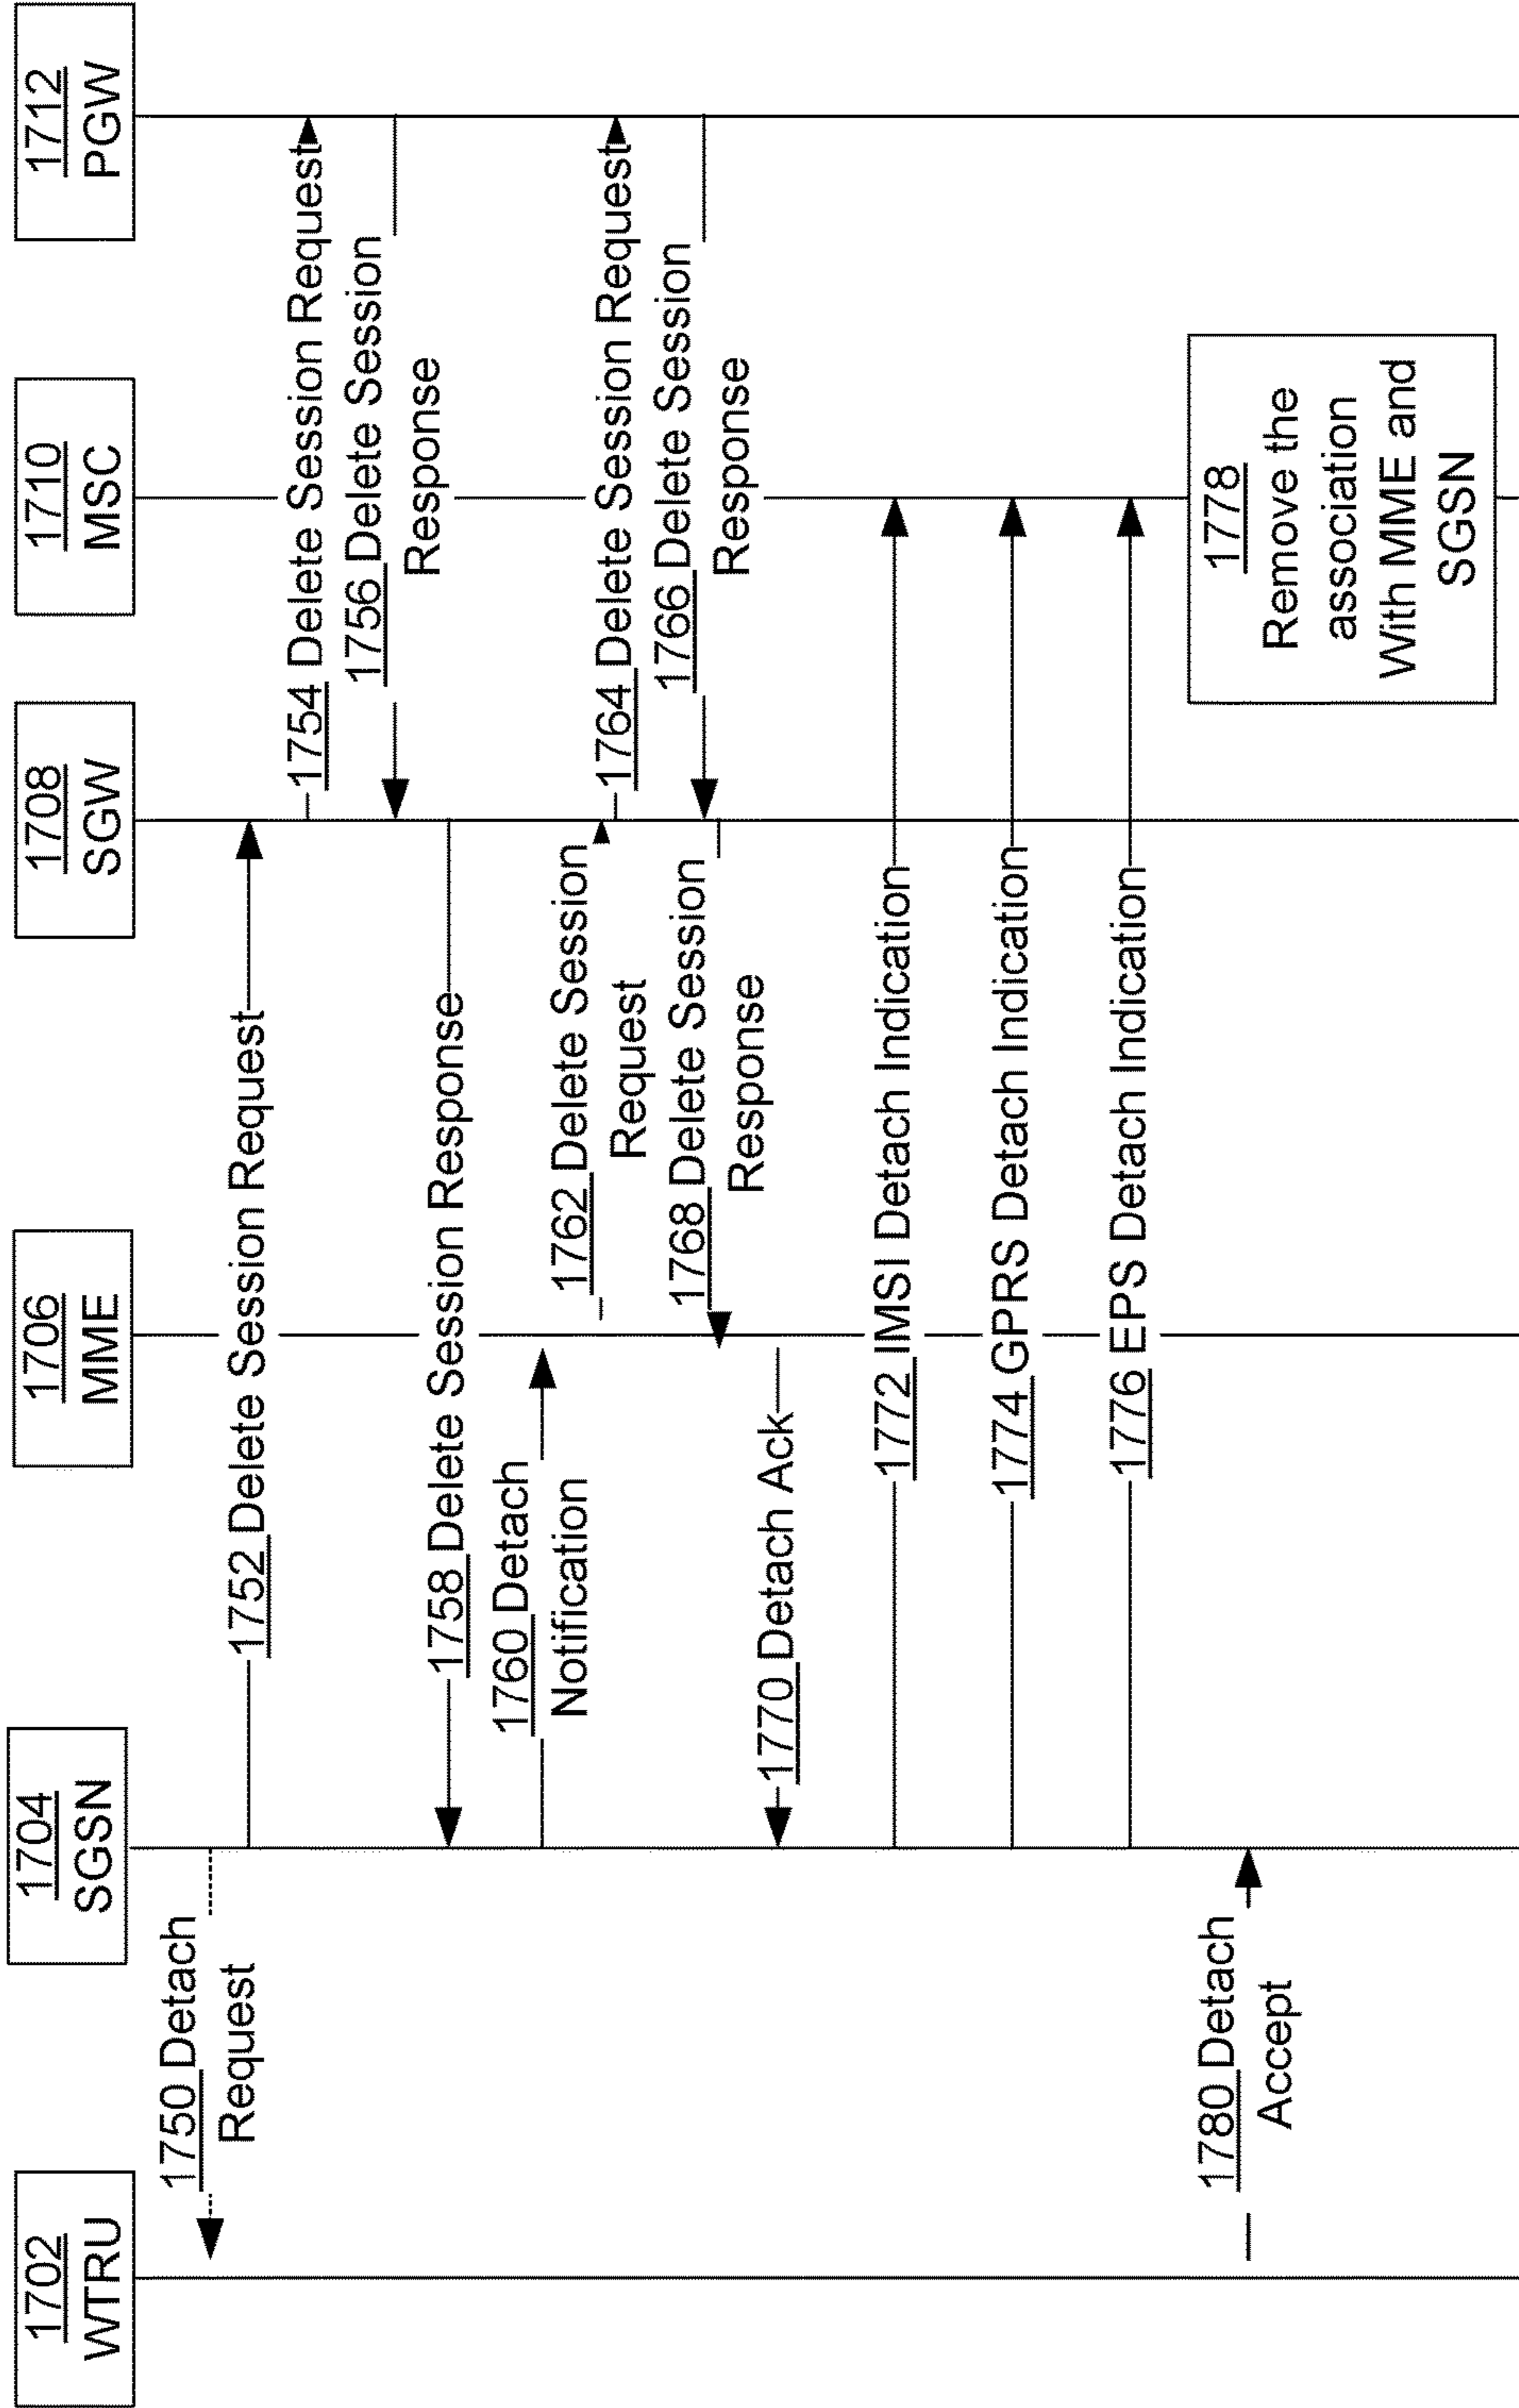 1702
WTRU
1704
SGSN
1706
MME
1708
SGW
1710
MSC
1712
PGW
1750 Detach
Request
1752 Delete Session Request
1754 Delete Session Request
1756 Delete Session
Response
1758 Delete Session Response
1760 Detach
Notification
1762 Delete Session
Request
1764 Delete Session Request
1766 Delete Session
Response
1768 Delete Session
Response
1770 Detach Ack
1772 IMSI Detach Indication
1774 GPRS Detach Indication
1776 EPS Detach Indication
1778
Remove the
association
With MME and
SGSN
1780 Detach
Accept